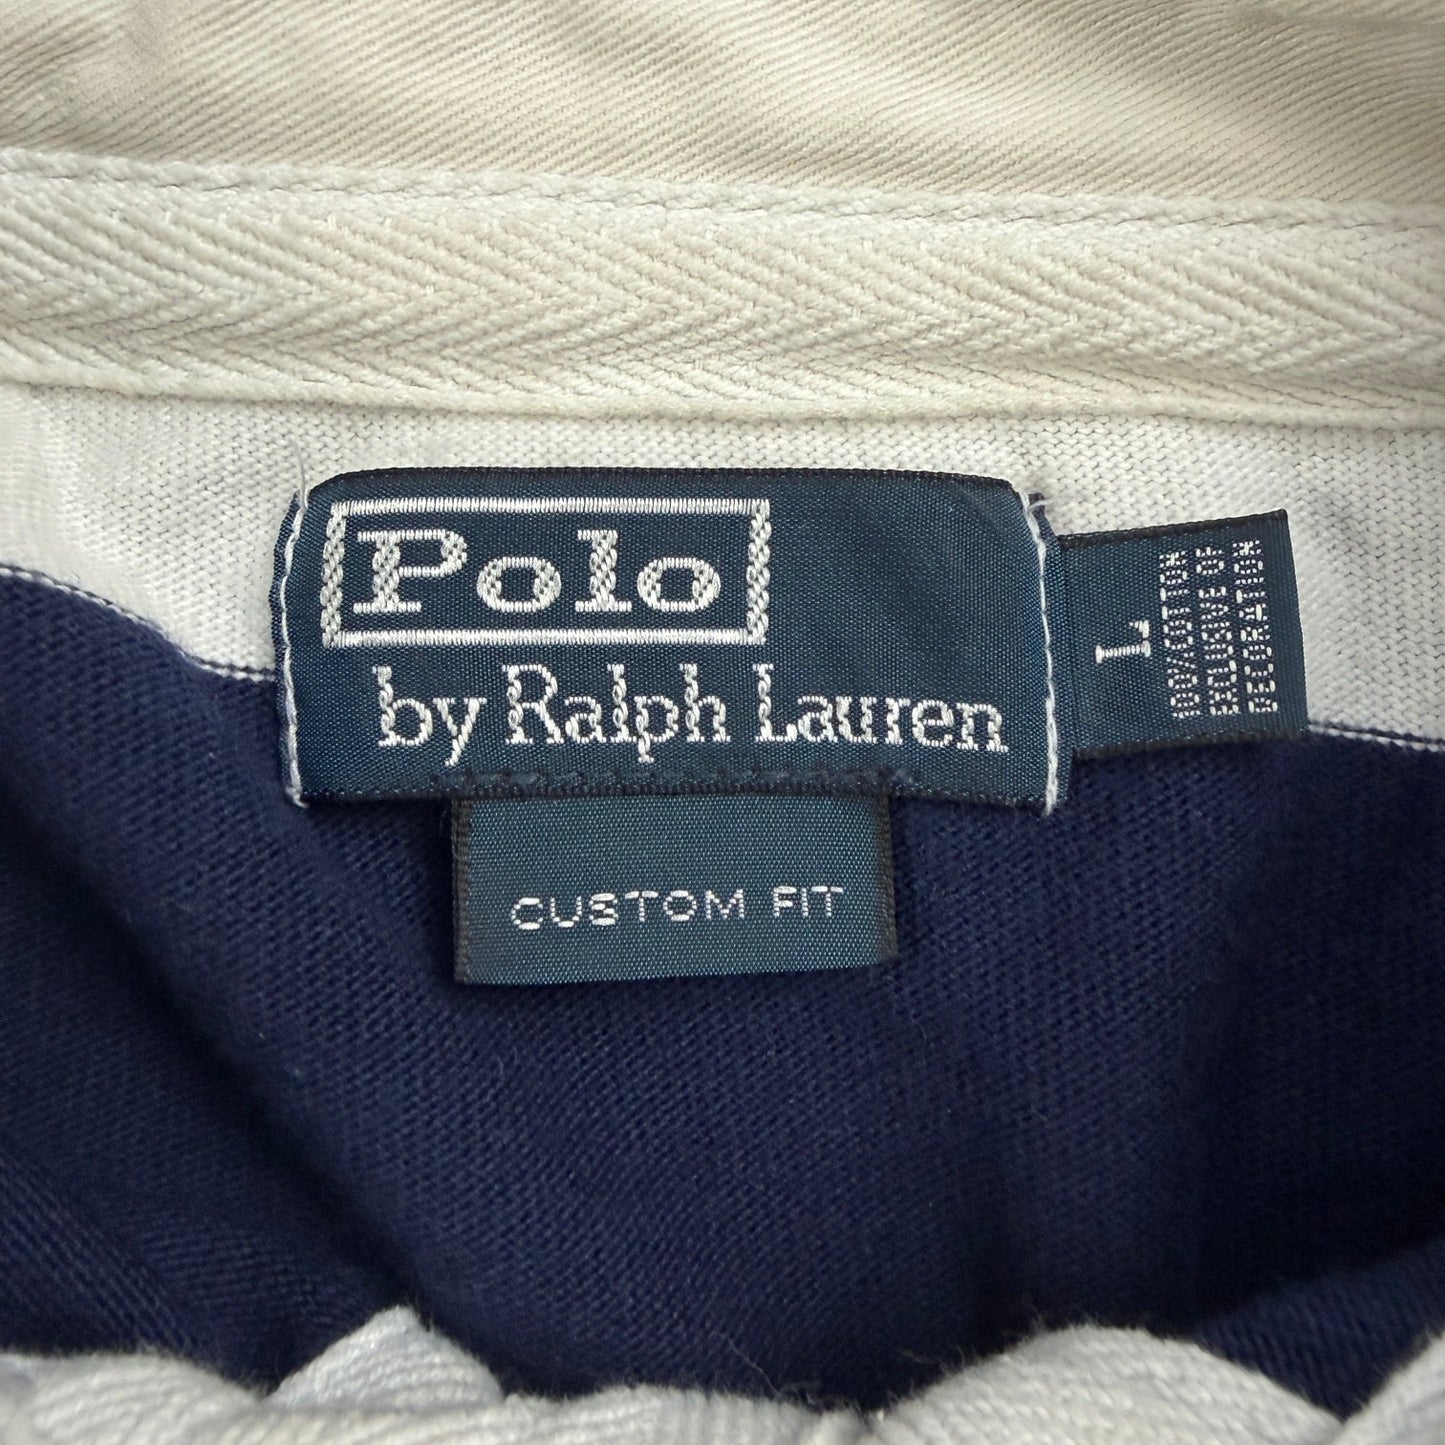 Polo
by Ralph Lauren
L
100% COTTON
EXCLUSIVE OF
DECORATION
CUSTOM FIT